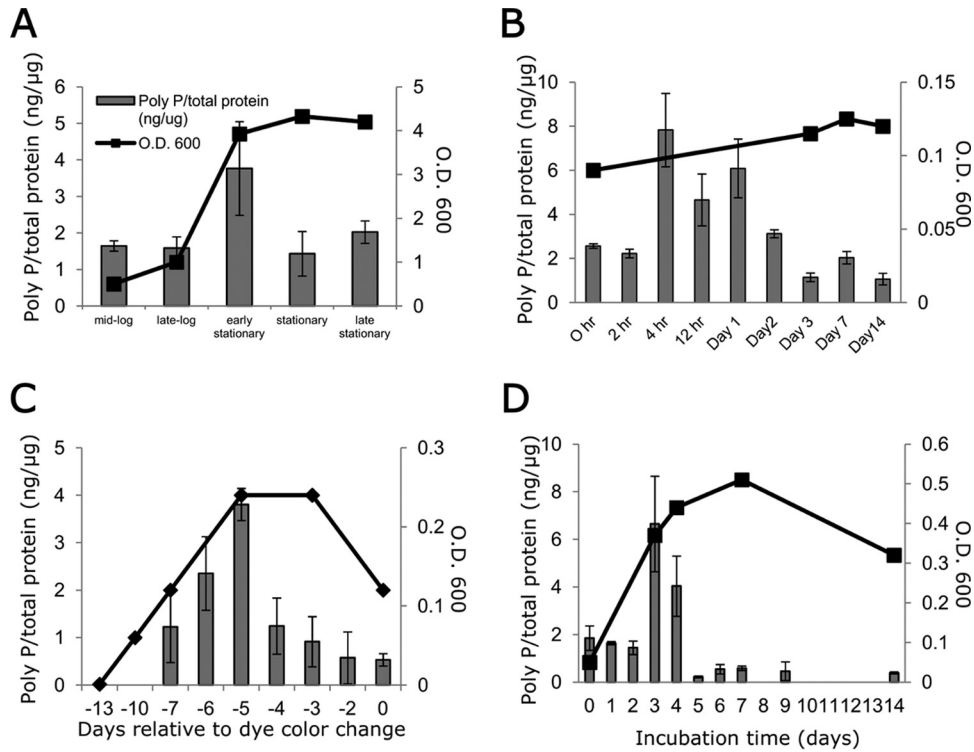 A
Poly P/total protein (ng/µg)
6
5
4
3
2
1
0
Poly P/total protein
(ng/ug)
O.D. 600
5
4
3
2
1
0
O.D. 600
mid-log
late-log
early
stationary
stationary
late
stationary
B
Poly P/total protein (ng/µg)
10
8
6
4
2
0
0.15
0.1
0.05
0
O.D. 600
O hr
2 hr
4 hr
12 hr
Day 1
Day2
Day 3
Day 7
Day14
C
Poly P/total protein (ng/µg)
5
4
3
2
1
0
0.3
0.2
0.1
0
O.D. 600
-13 -10 -7 -6 -5 -4 -3 -2 0
Days relative to dye color change
D
Poly P/total protein (ng/µg)
10
8
6
4
2
0
0.6
0.5
0.4
0.3
0.2
0.1
0
O.D. 600
0 1 2 3 4 5 6 7 8 9 1011121314
Incubation time (days)